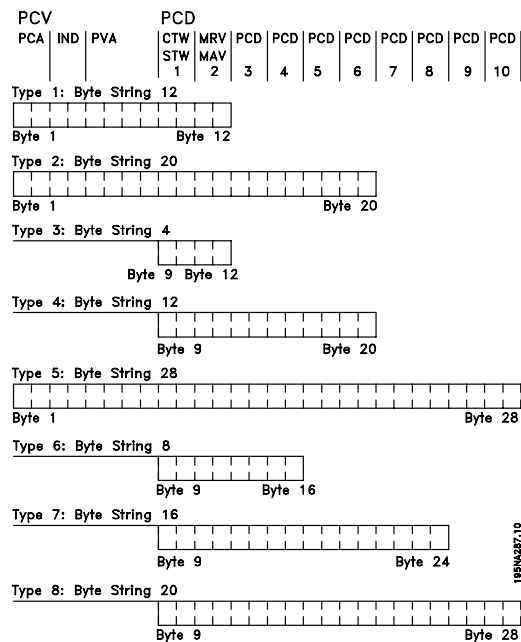 PCV PCD
PCA IND PVA CTW MRV PCD PCD PCD PCD PCD PCD PCD PCD
STW MAV
1 2 3 4 5 6 7 8 9 10
Type 1: Byte String 12
Byte 1 Byte 12
Type 2: Byte String 20
Byte 1 Byte 20
Type 3: Byte String 4
Byte 9 Byte 12
Type 4: Byte String 12
Byte 9 Byte 20
Type 5: Byte String 28
Byte 1 Byte 28
Type 6: Byte String 8
Byte 9 Byte 16
Type 7: Byte String 16
Byte 9 Byte 24
Type 8: Byte String 20
Byte 9 Byte 28
195NA287.10